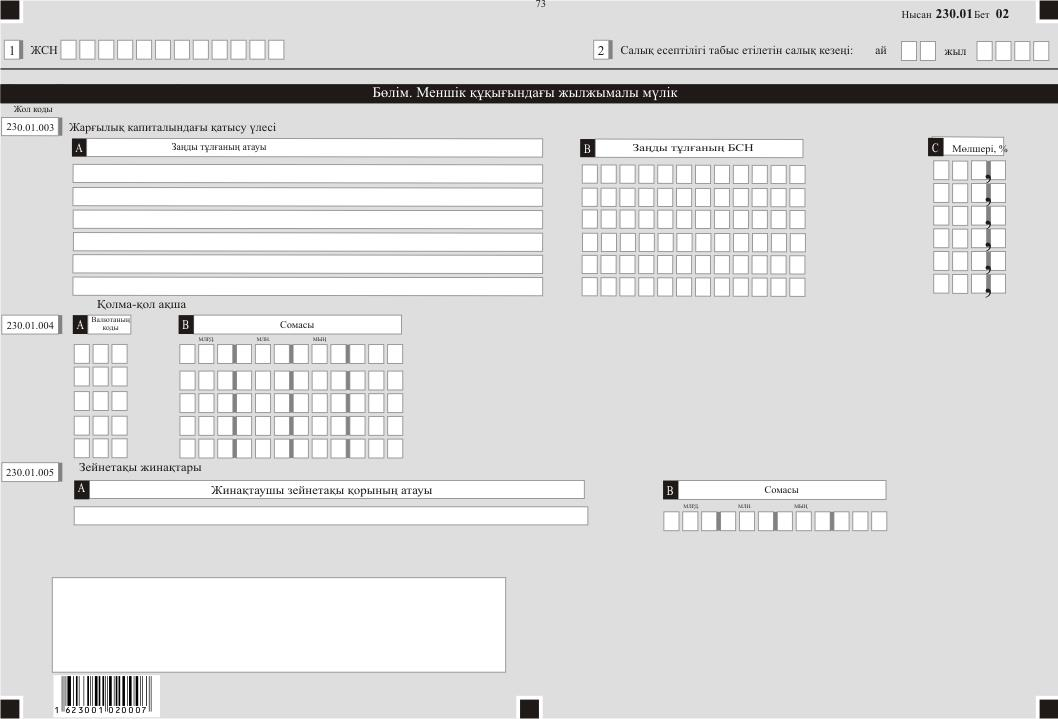 73
Нысан 230.01 Бет 02
1 ЖСН 2 Салық есептілігі табыс етілетін салық кезеңі: ай жыл
Бөлім. Меншік құқығындағы жылжымалы мүлік
Жол коды
230.01.003 Жарғылық капиталындағы қатысу үлесі
A Заңды тұлғаның атауы B Заңды тұлғаның БСН C Мөлшері, %
, 
,
,
,
,
,
Қолма-қол ақша
230.01.004 A Валютаның коды B Сомасы
МЛРД. МЛН. МЫҢ
Зейнетақы жинақтары
230.01.005
A Жинақтаушы зейнетақы қорының атауы B Сомасы
МЛРД. МЛН. МЫҢ
1 623001 020007